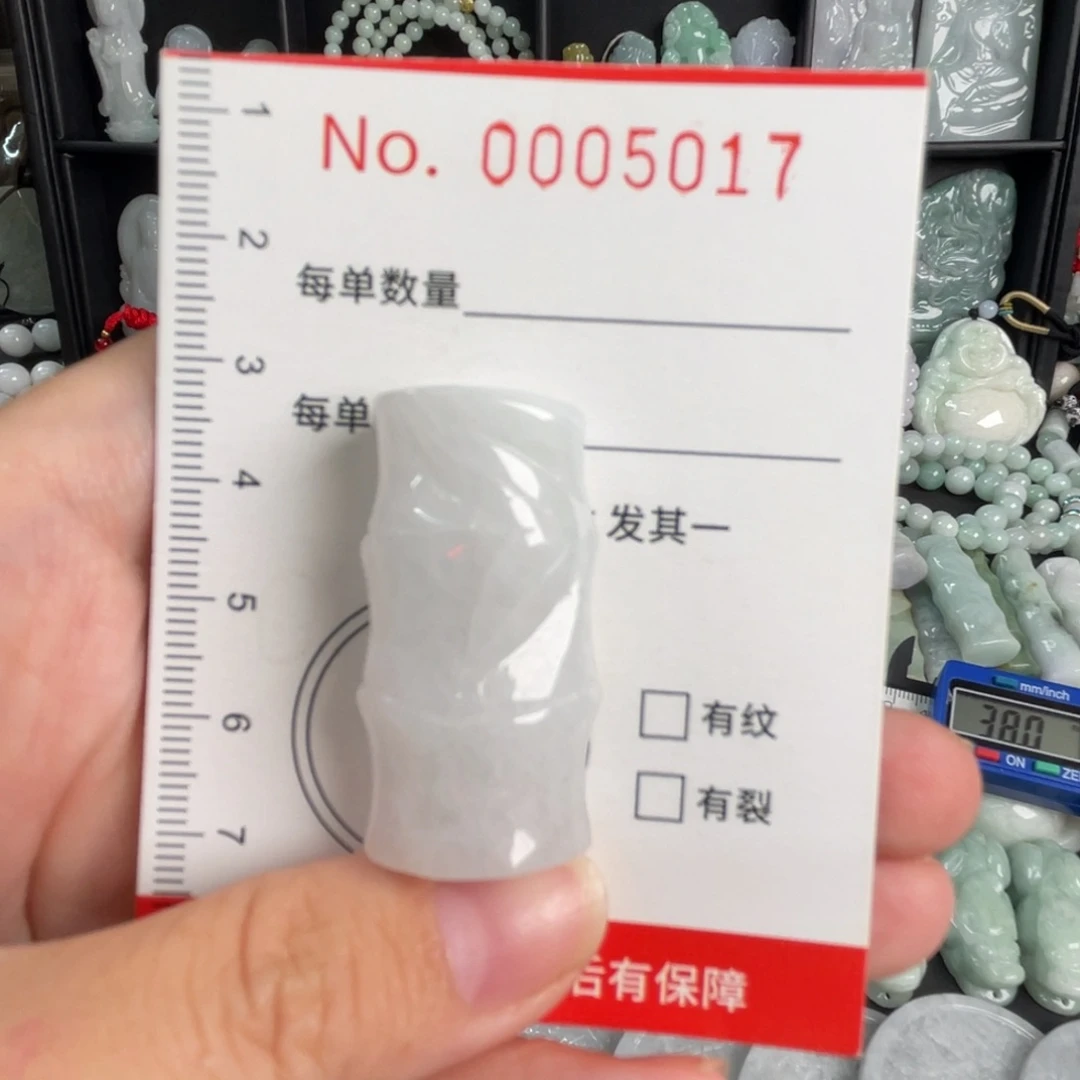 No. 0005017
1
2
3
4
5
6
7
每单数量
每单
发其一
有纹
有裂
后有保障
mm/inch
38.0
ON
ZE